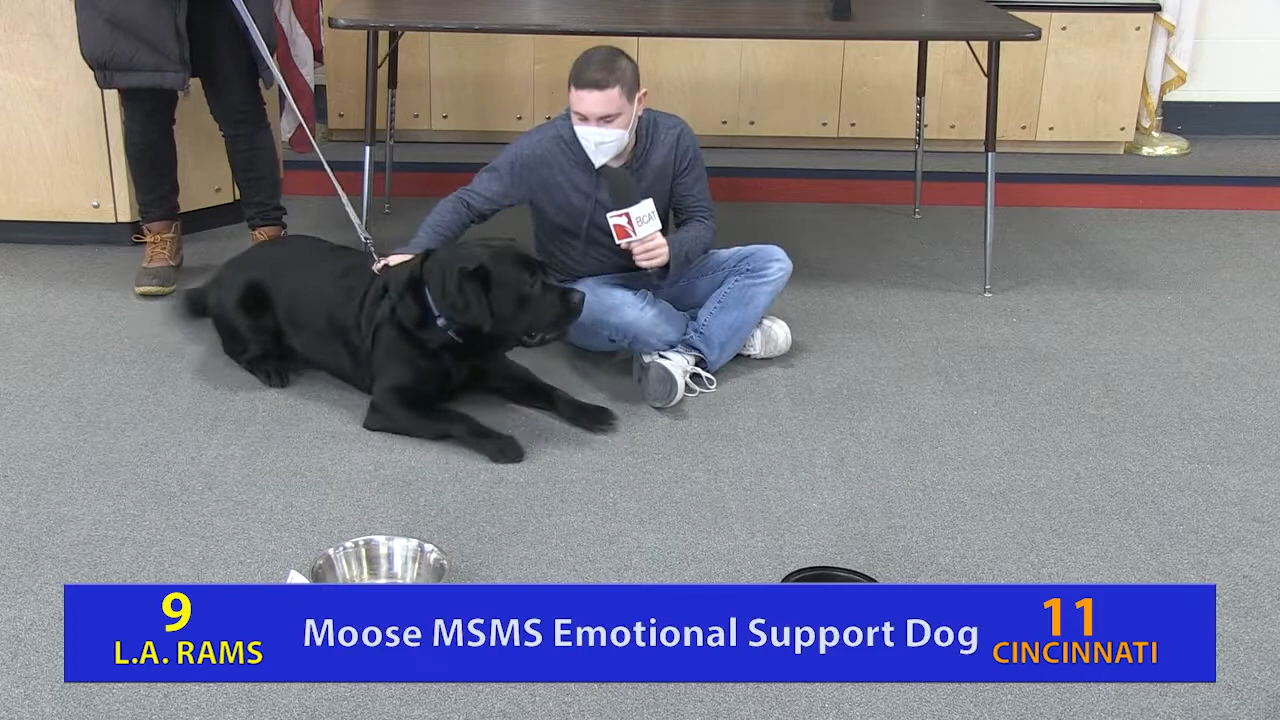 BCAT
9
L.A. RAMS
Moose MSMS Emotional Support Dog
11
CINCINNATI